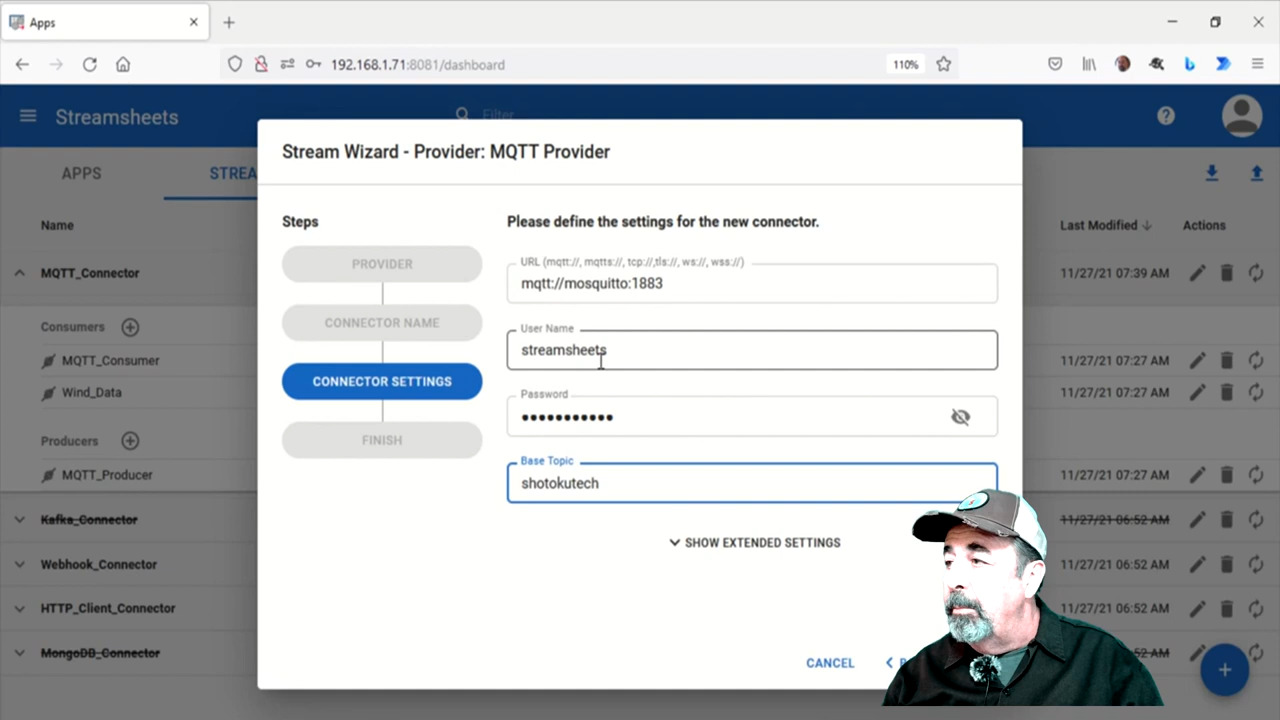 Apps
192.168.1.71:8081/dashboard
110%
Streamsheets
Filter
APPS
STREA
Stream Wizard - Provider: MQTT Provider
Steps
PROVIDER
CONNECTOR NAME
CONNECTOR SETTINGS
FINISH
Please define the settings for the new connector.
URL (mqtt://, mqtts://, tcp://,tls://, ws://, wss://)
mqtt://mosquitto:1883
User Name
streamsheets
Password
•••••••••••
Base Topic
shotokutech
SHOW EXTENDED SETTINGS
CANCEL
Name
Last Modified
Actions
MQTT_Connector
11/27/21 07:39 AM
Consumers
MQTT_Consumer
11/27/21 07:27 AM
Wind_Data
11/27/21 07:27 AM
Producers
MQTT_Producer
11/27/21 07:27 AM
Kafka_Connector
11/27/21 06:52 AM
Webhook_Connector
11/27/21 06:52 AM
HTTP_Client_Connector
11/27/21 06:52 AM
MongoDB_Connector
52 AM